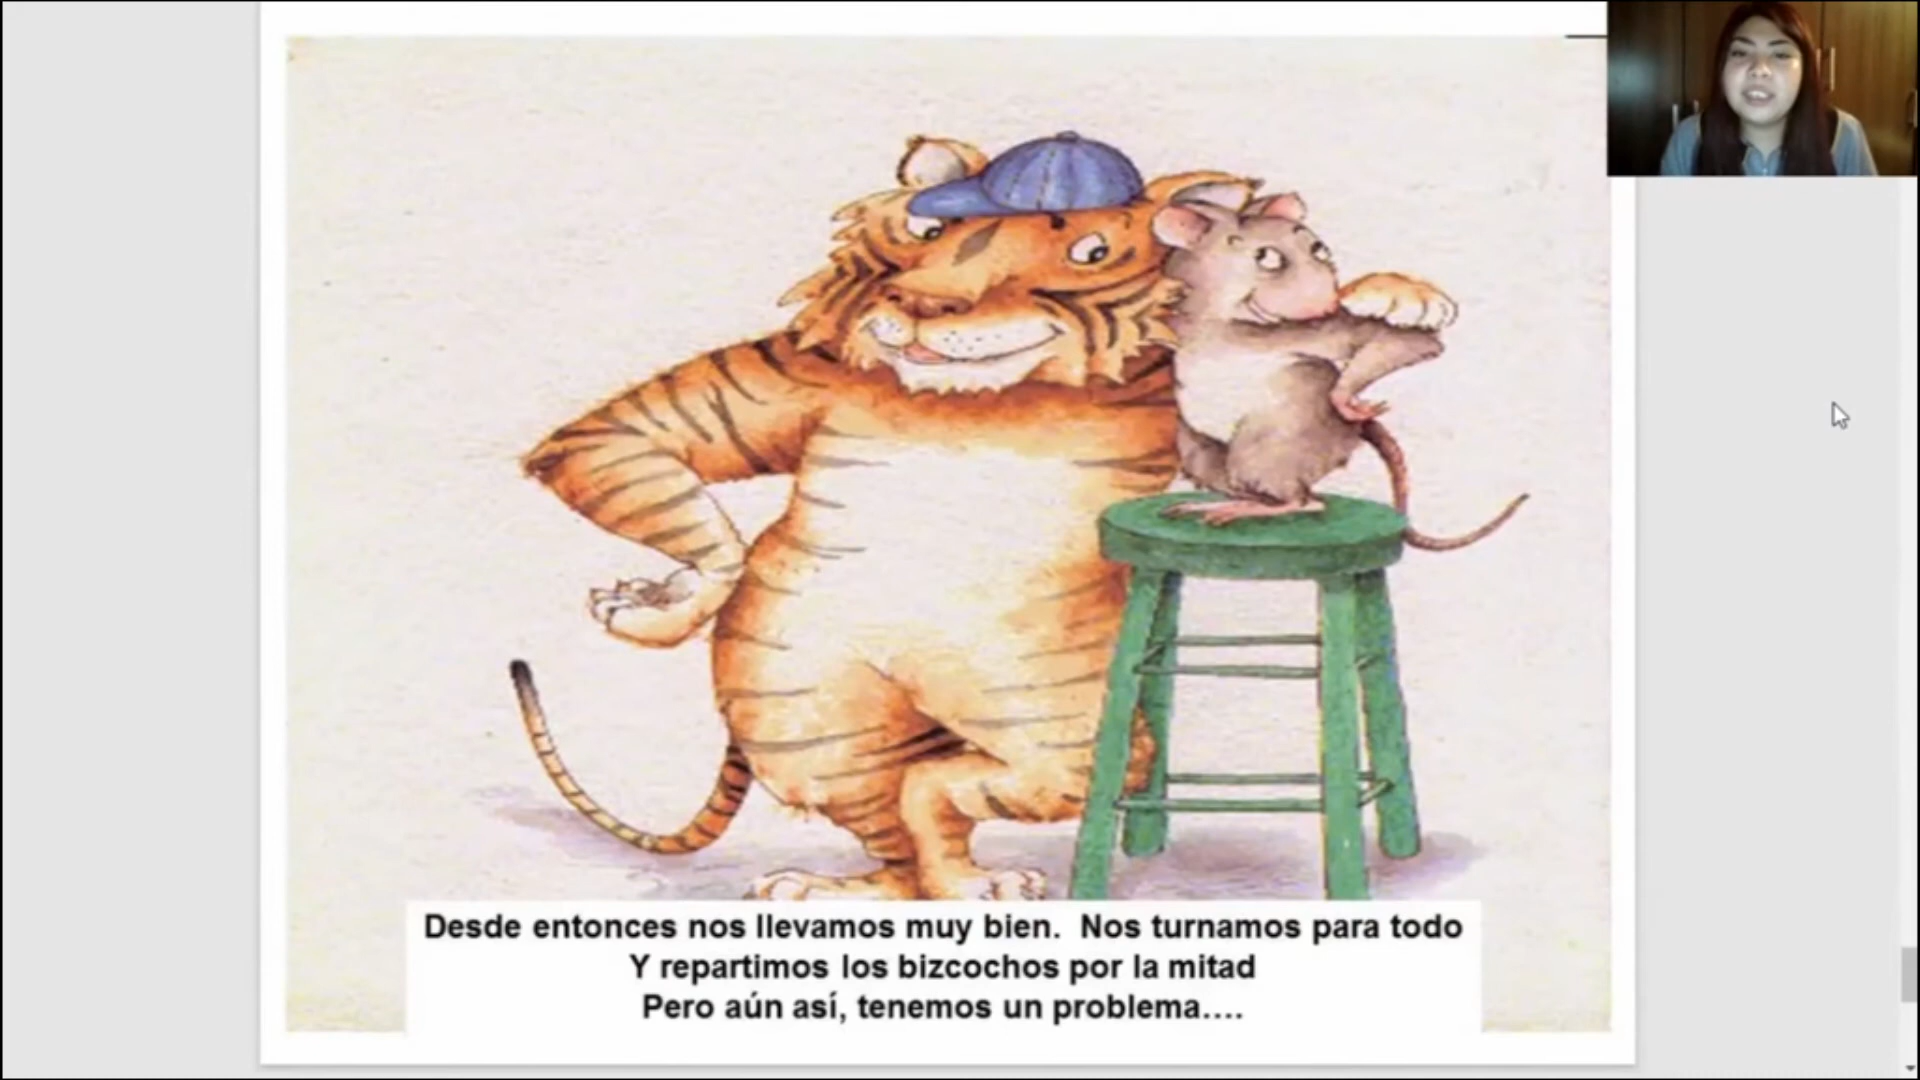 Desde entonces nos llevamos muy bien. Nos turnamos para todo
Y repartimos los bizcochos por la mitad
Pero aún así, tenemos un problema....